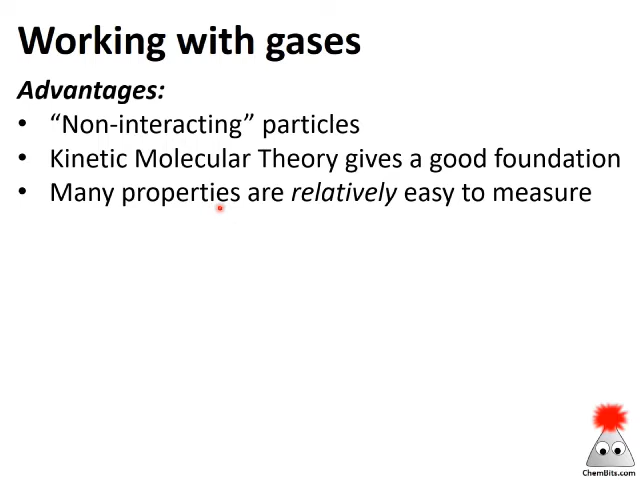 Working with gases
Advantages:
• “Non-interacting” particles
• Kinetic Molecular Theory gives a good foundation
• Many properties are relatively easy to measure
ChemBits.com